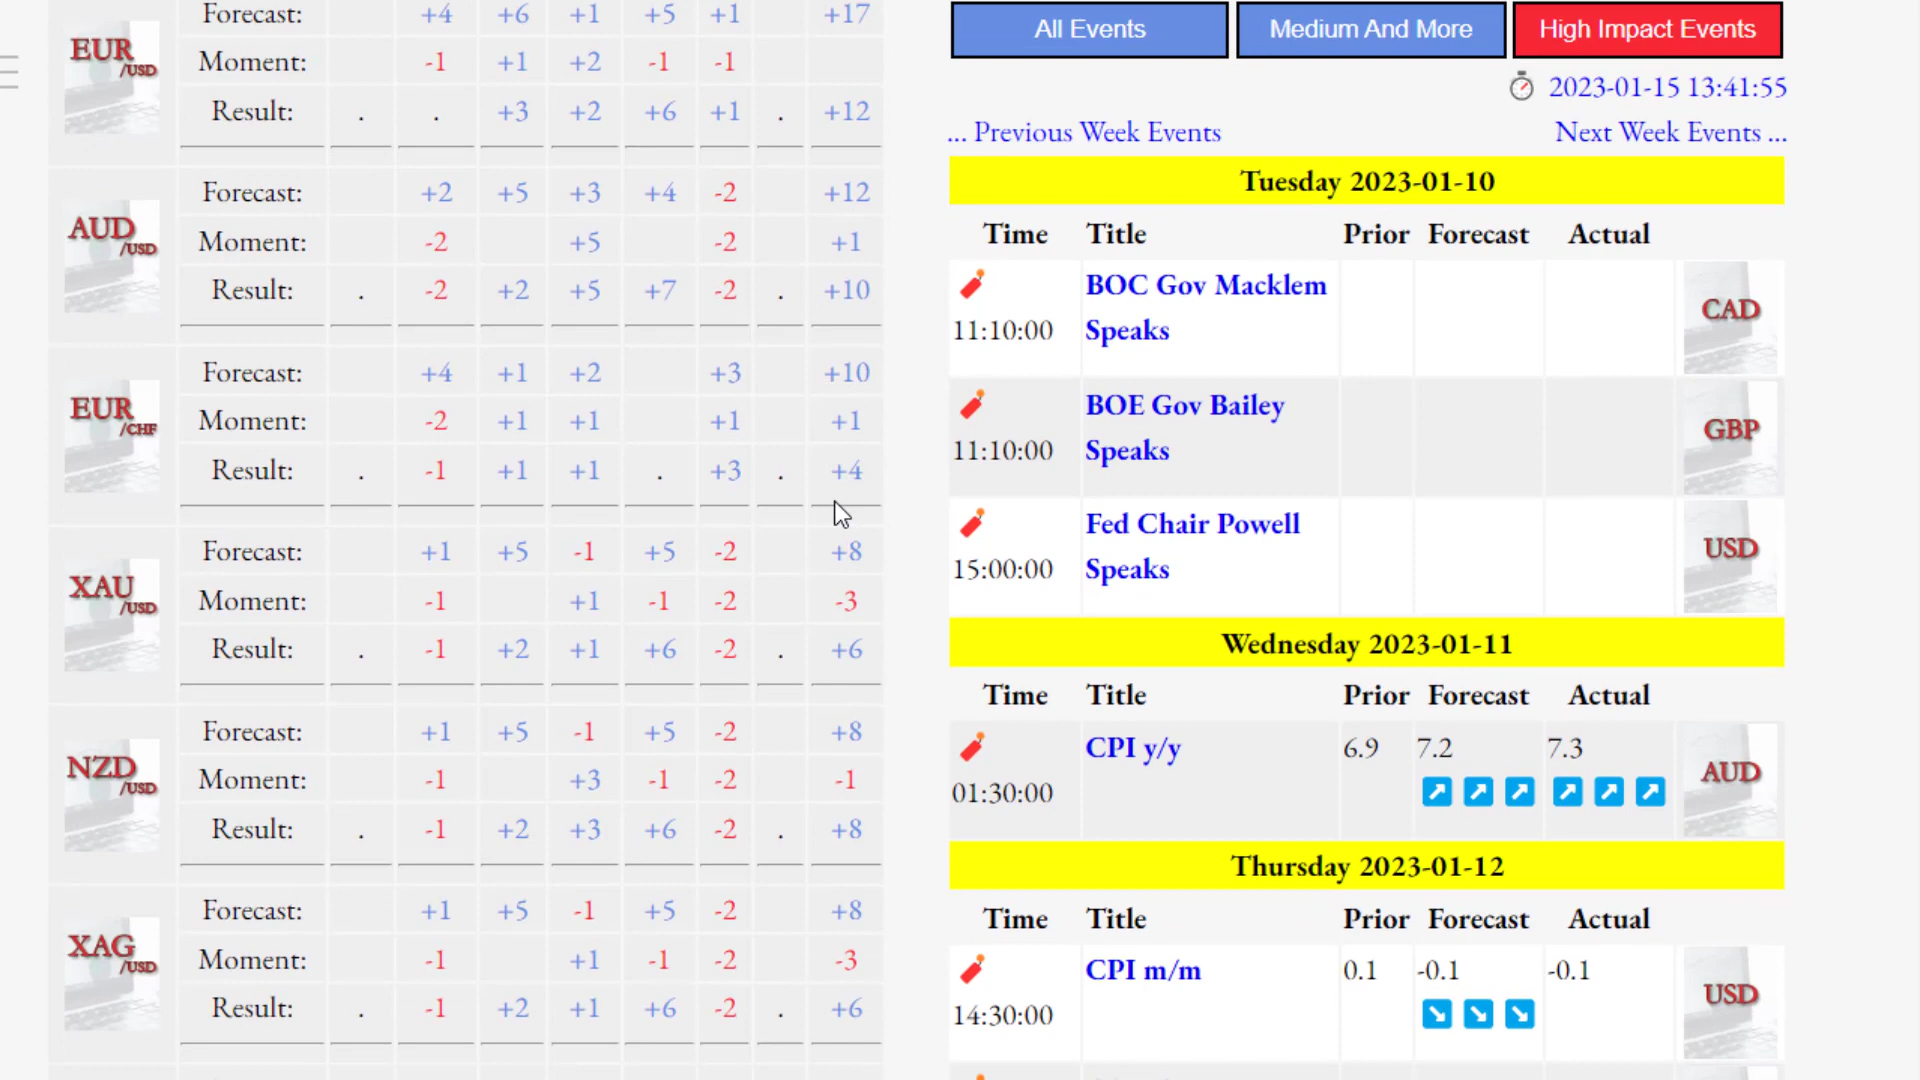 EUR
/USD
Forecast: +4 +6 +1 +5 +1 +17
Moment: -1 +1 +2 -1 -1
Result: . . +3 +2 +6 +1 . +12
AUD
/USD
Forecast: +2 +5 +3 +4 -2 +12
Moment: -2 +5 -2 +1
Result: . -2 +2 +5 +7 -2 . +10
EUR
/CHF
Forecast: +4 +1 +2 +3 +10
Moment: -2 +1 +1 +1 +1
Result: . -1 +1 +1 . +3 . +4
XAU
/USD
Forecast: +1 +5 -1 +5 -2 +8
Moment: -1 +1 -1 -2 -3
Result: . -1 +2 +1 +6 -2 . +6
NZD
/USD
Forecast: +1 +5 -1 +5 -2 +8
Moment: -1 +3 -1 -2 -1
Result: . -1 +2 +3 +6 -2 . +8
XAG
/USD
Forecast: +1 +5 -1 +5 -2 +8
Moment: -1 +1 -1 -2 -3
Result: . -1 +2 +1 +6 -2 . +6
All Events Medium And More High Impact Events
2023-01-15 13:41:55
... Previous Week Events Next Week Events ...
Tuesday 2023-01-10
Time Title Prior Forecast Actual
BOC Gov Macklem
11:10:00 Speaks
CAD
BOE Gov Bailey
11:10:00 Speaks
GBP
Fed Chair Powell
15:00:00 Speaks
USD
Wednesday 2023-01-11
Time Title Prior Forecast Actual
CPI y/y 6.9 7.2 7.3
01:30:00
AUD
Thursday 2023-01-12
Time Title Prior Forecast Actual
CPI m/m 0.1 -0.1 -0.1
14:30:00
USD